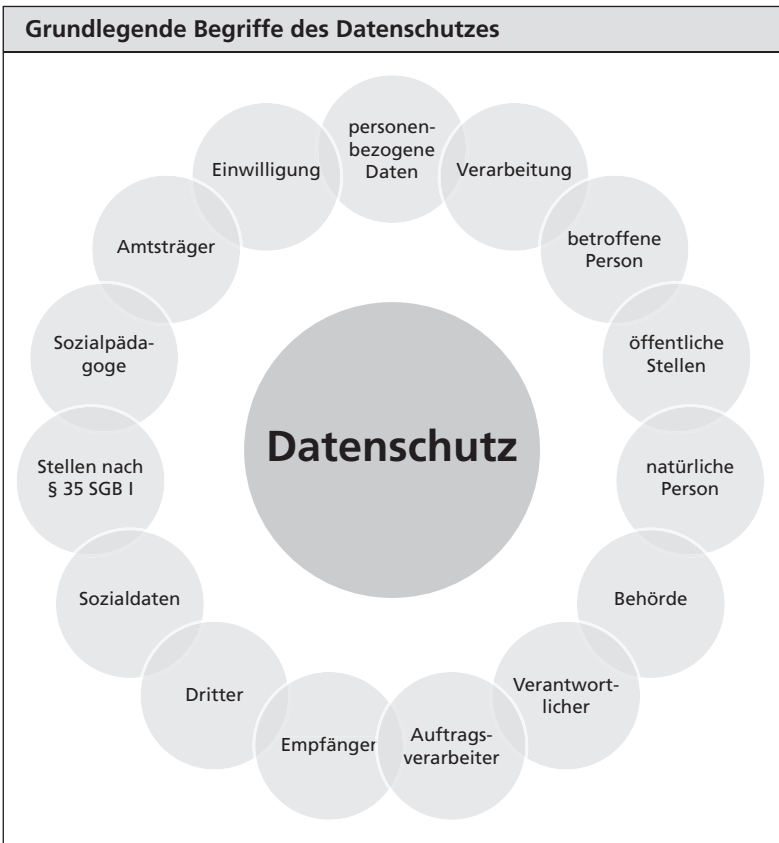 Grundlegende Begriffe des Datenschutzes
personen-
bezogene
Daten
Verarbeitung
betroffene
Person
öffentliche
Stellen
natürliche
Person
Behörde
Verantwort-
licher
Auftrags-
verarbeiter
Empfänger
Dritter
Sozialdaten
Stellen nach
§ 35 SGB I
Sozialpäda-
goge
Amtsträger
Einwilligung
Datenschutz